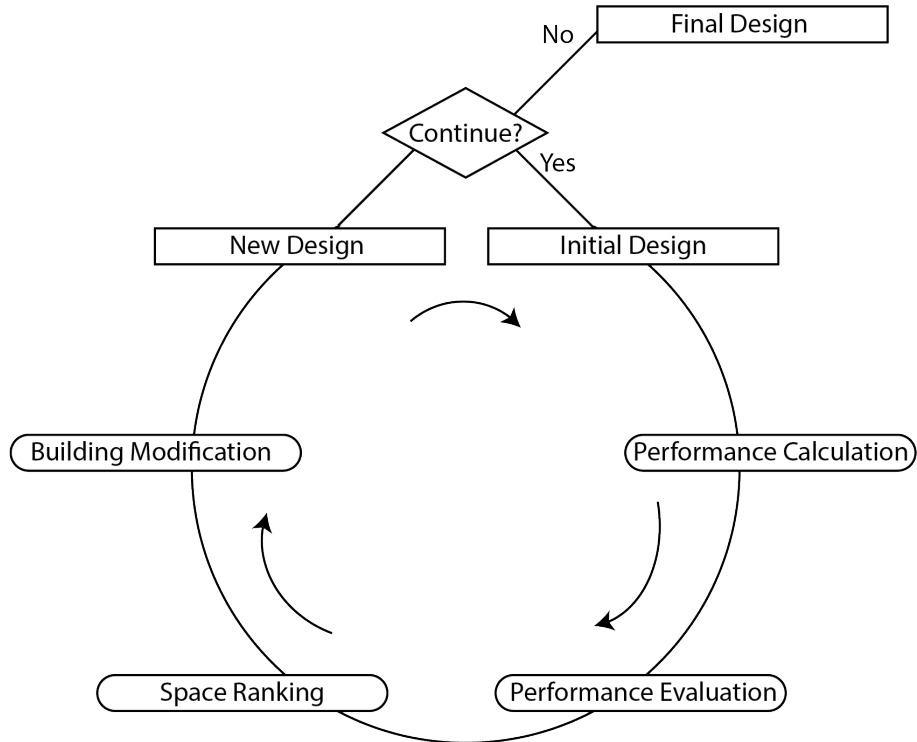 Final Design
No
Continue?
Yes
New Design
Initial Design
Building Modification
Performance Calculation
Space Ranking
Performance Evaluation